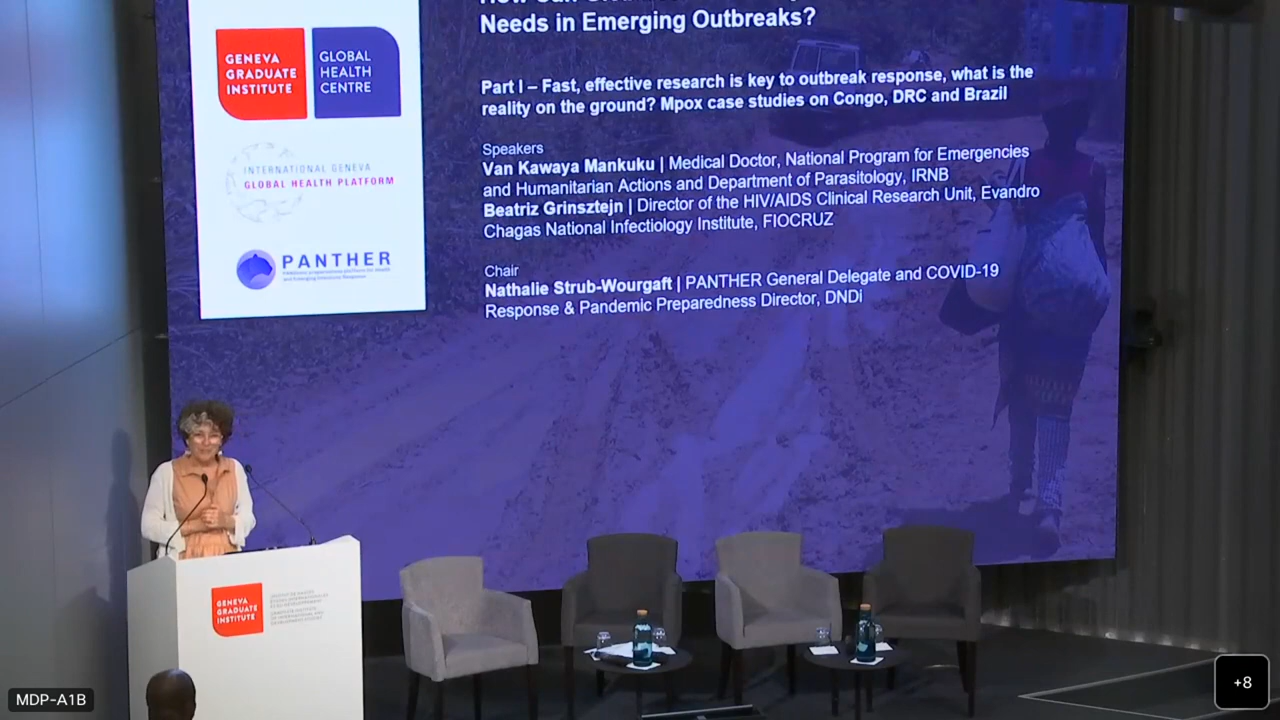 Needs in Emerging Outbreaks?
Part I – Fast, effective research is key to outbreak response, what is the
reality on the ground? Mpox case studies on Congo, DRC and Brazil
Speakers
Van Kawaya Mankuku | Medical Doctor, National Program for Emergencies
and Humanitarian Actions and Department of Parasitology, IRNB
Beatriz Grinsztejn | Director of the HIV/AIDS Clinical Research Unit, Evandro
Chagas National Infectiology Institute, FIOCRUZ
Chair
Nathalie Strub-Wourgaft | PANTHER General Delegate and COVID-19
Response & Pandemic Preparedness Director, DNDi
GENEVA
GRADUATE
INSTITUTE
GLOBAL
HEALTH
CENTRE
INTERNATIONAL GENEVA
GLOBAL HEALTH PLATFORM
PANTHER
GENEVA
GRADUATE
INSTITUTE
MDP-A1B
+8